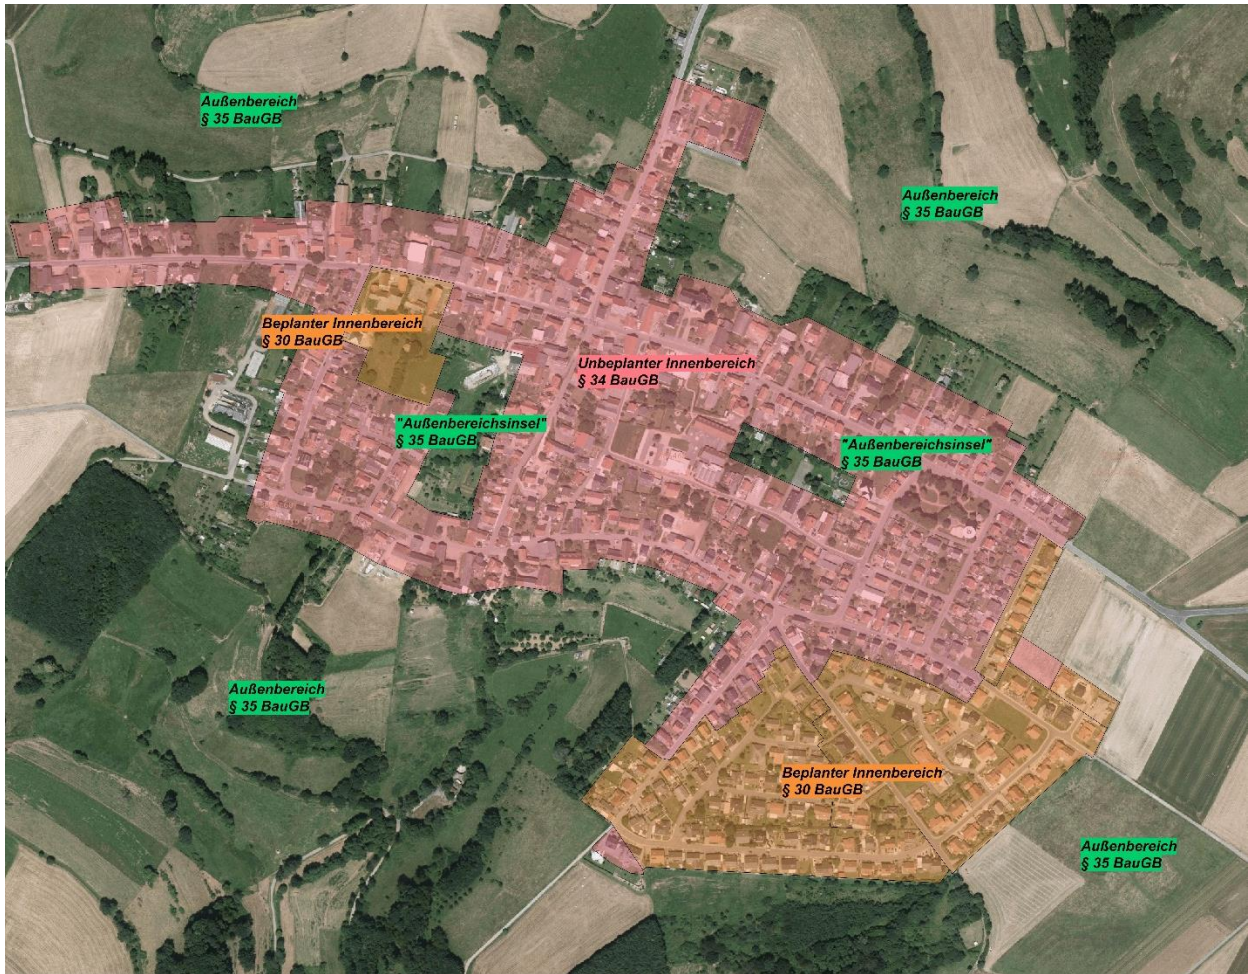 Außenbereich
§ 35 BauGB
Außenbereich
§ 35 BauGB
Beplanter Innenbereich
§ 30 BauGB
Unbeplanter Innenbereich
§ 34 BauGB
"Außenbereichsinsel"
§ 35 BauGB
"Außenbereichsinsel"
§ 35 BauGB
Außenbereich
§ 35 BauGB
Beplanter Innenbereich
§ 30 BauGB
Außenbereich
§ 35 BauGB